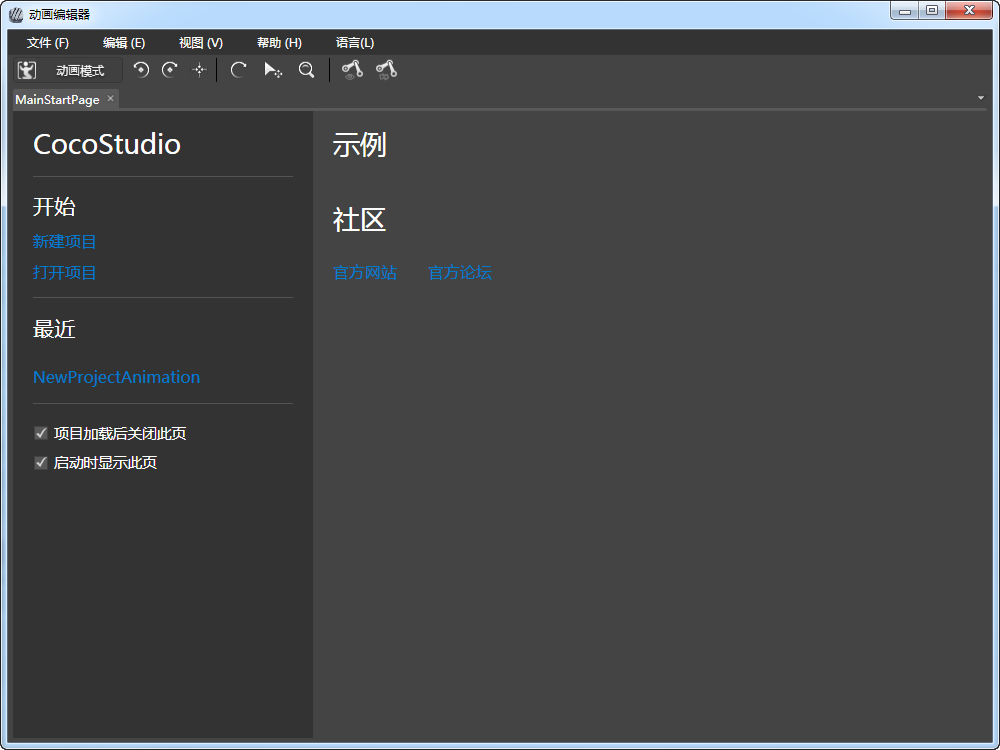 动画编辑器
文件 (F) 编辑 (E) 视图 (V) 帮助 (H) 语言(L)
动画模式
MainStartPage
CocoStudio
开始
新建项目
打开项目
最近
NewProjectAnimation
项目加载后关闭此页
启动时显示此页
示例
社区
官方网站 官方论坛